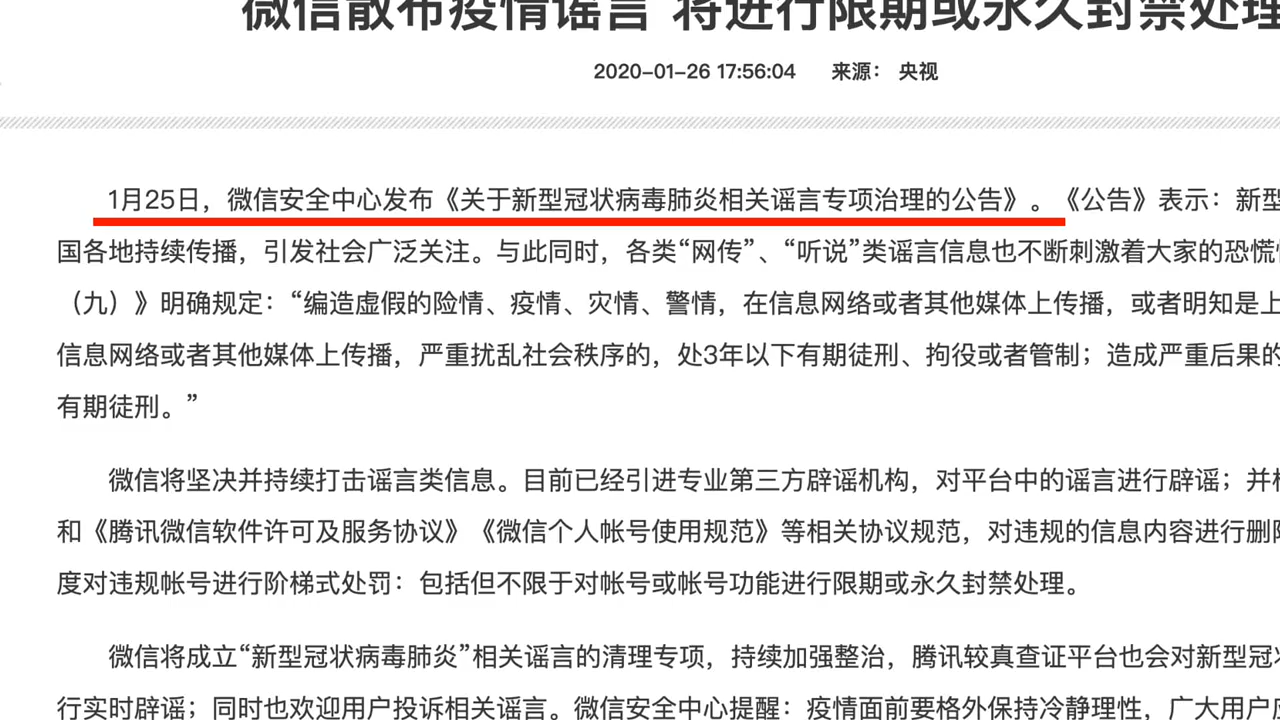 微信散布疫情谣言 将进行限期或永久封禁处理
2020-01-26 17:56:04 来源： 央视
1月25日，微信安全中心发布《关于新型冠状病毒肺炎相关谣言专项治理的公告》。《公告》表示：新型
国各地持续传播，引发社会广泛关注。与此同时，各类“网传”、“听说”类谣言信息也不断刺激着大家的恐慌
（九）》明确规定：“编造虚假的险情、疫情、灾情、警情，在信息网络或者其他媒体上传播，或者明知是上
信息网络或者其他媒体上传播，严重扰乱社会秩序的，处3年以下有期徒刑、拘役或者管制；造成严重后果的
有期徒刑。”
微信将坚决并持续打击谣言类信息。目前已经引进专业第三方辟谣机构，对平台中的谣言进行辟谣；并
和《腾讯微信软件许可及服务协议》《微信个人帐号使用规范》等相关协议规范，对违规的信息内容进行删
度对违规帐号进行阶梯式处罚：包括但不限于对帐号或帐号功能进行限期或永久封禁处理。
微信将成立“新型冠状病毒肺炎”相关谣言的清理专项，持续加强整治，腾讯较真查证平台也会对新型冠
行实时辟谣；同时也欢迎用户投诉相关谣言。微信安全中心提醒：疫情面前要格外保持冷静理性，广大用户